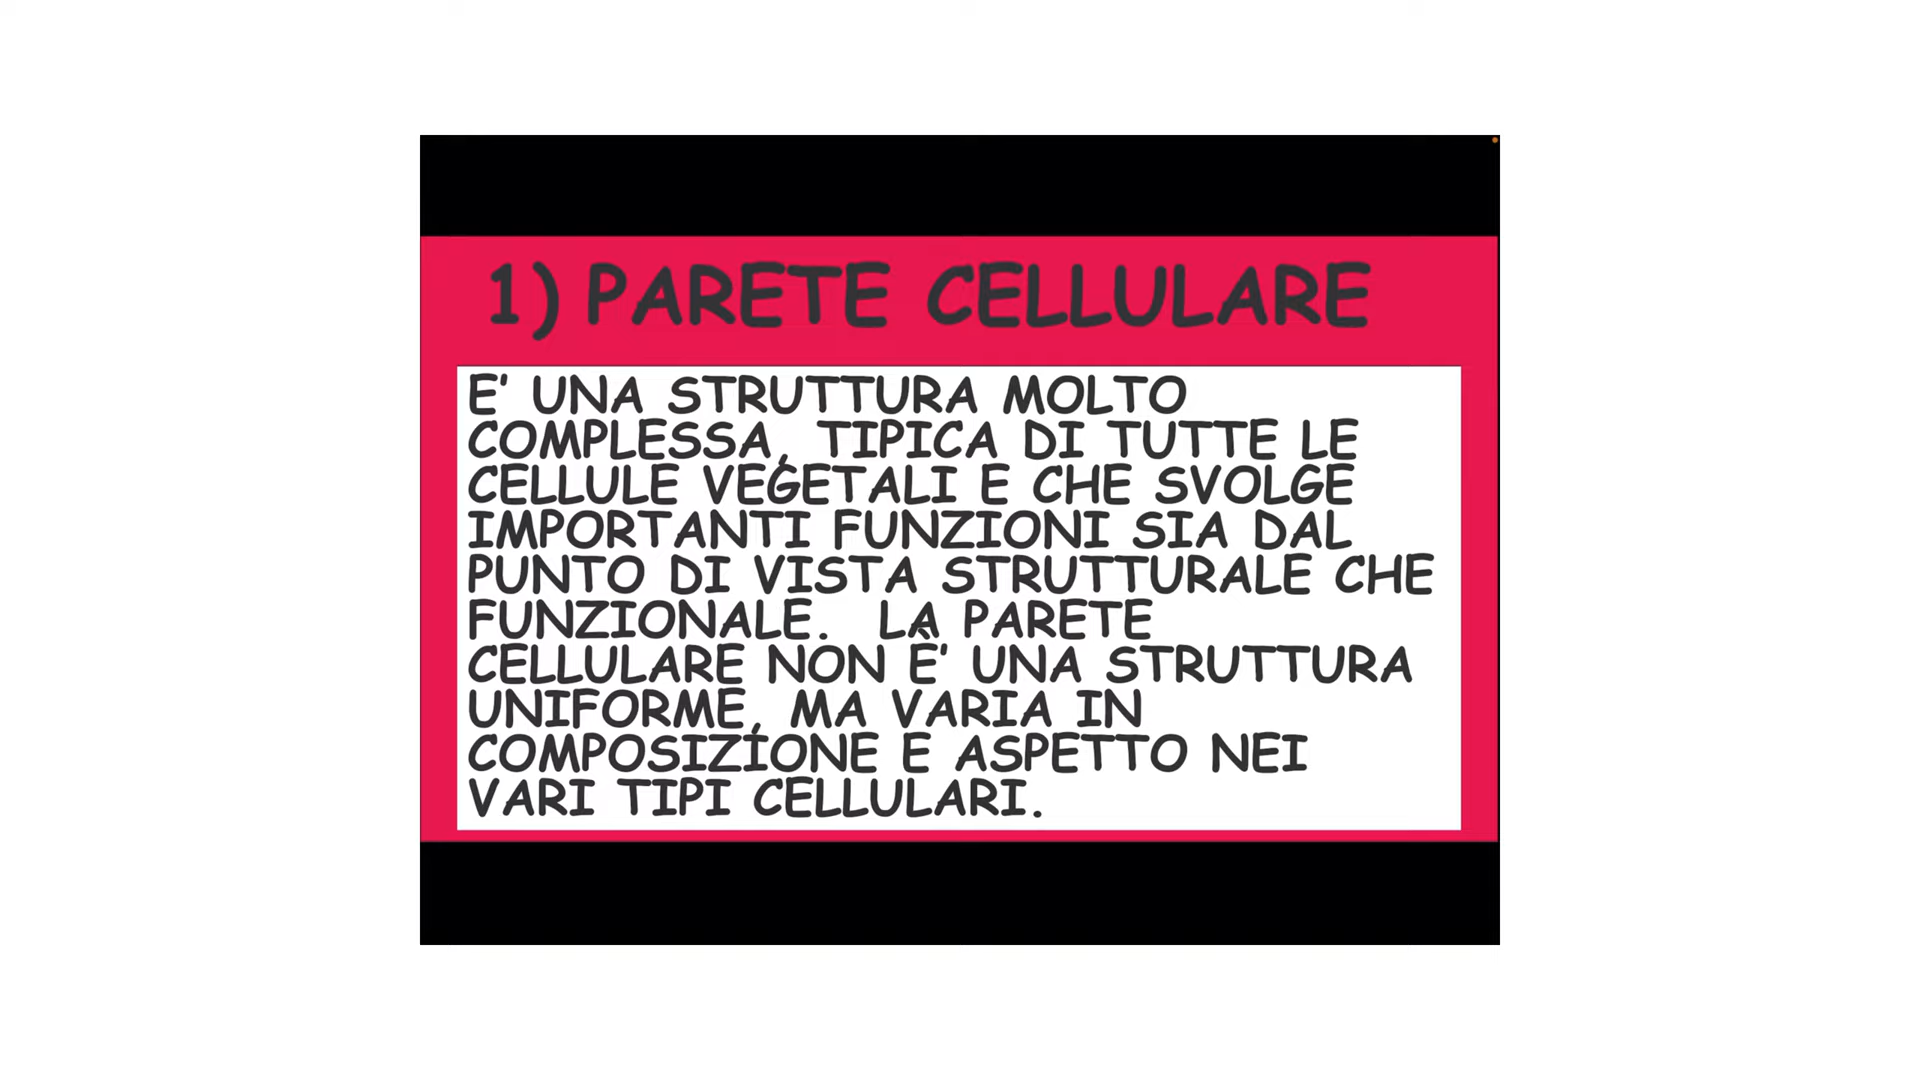 1) PARETE CELLULARE
E' UNA STRUTTURA MOLTO
COMPLESSA, TIPICA DI TUTTE LE
CELLULE VEGETALI E CHE SVOLGE
IMPORTANTI FUNZIONI SIA DAL
PUNTO DI VISTA STRUTTURALE CHE
FUNZIONALE. LA PARETE
CELLULARE NON E' UNA STRUTTURA
UNIFORME, MA VARIA IN
COMPOSIZIONE E ASPETTO NEI
VARI TIPI CELLULARI.